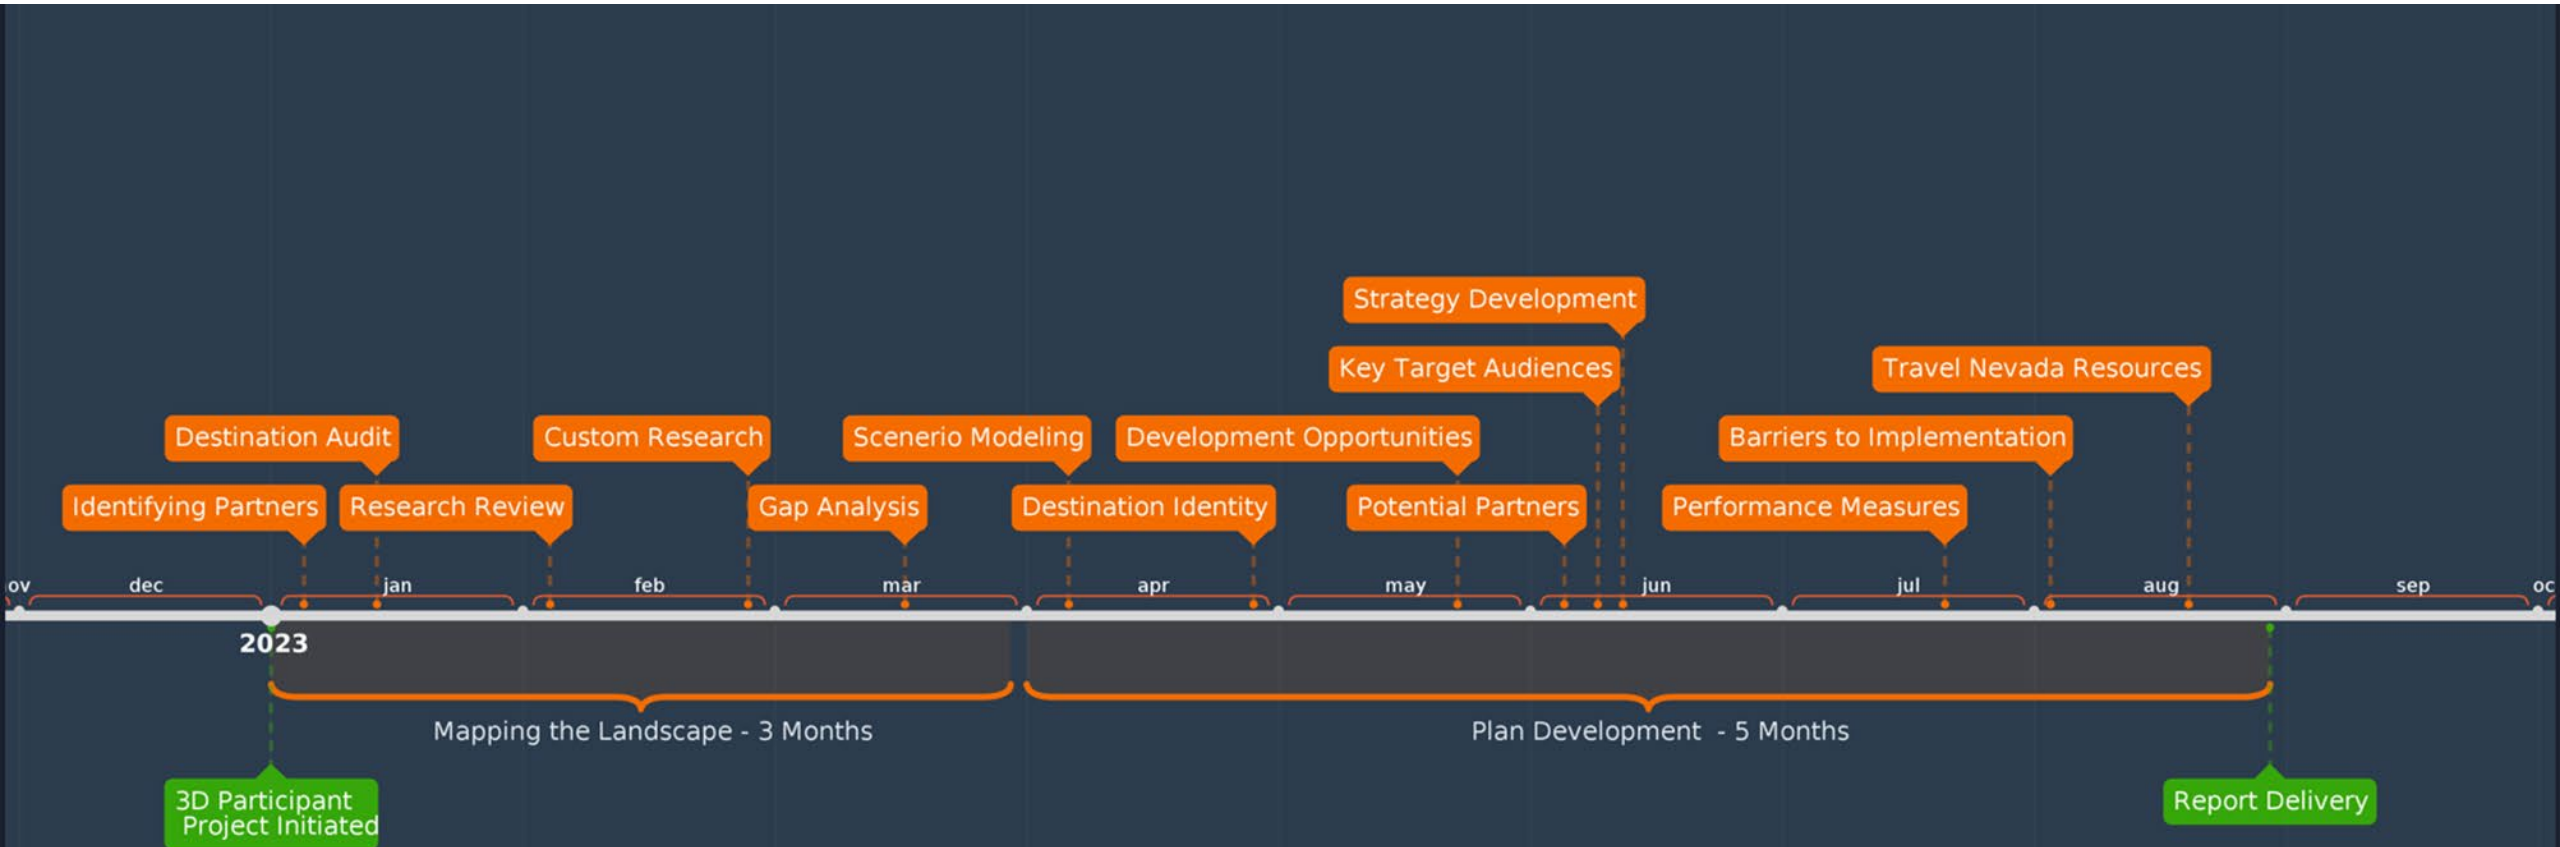 Strategy Development
Key Target Audiences
Travel Nevada Resources
Destination Audit
Custom Research
Scenerio Modeling
Development Opportunities
Barriers to Implementation
Identifying Partners
Research Review
Gap Analysis
Destination Identity
Potential Partners
Performance Measures
ov dec jan feb mar apr may jun jul aug sep oc
2023
Mapping the Landscape - 3 Months
Plan Development - 5 Months
3D Participant
Project Initiated
Report Delivery